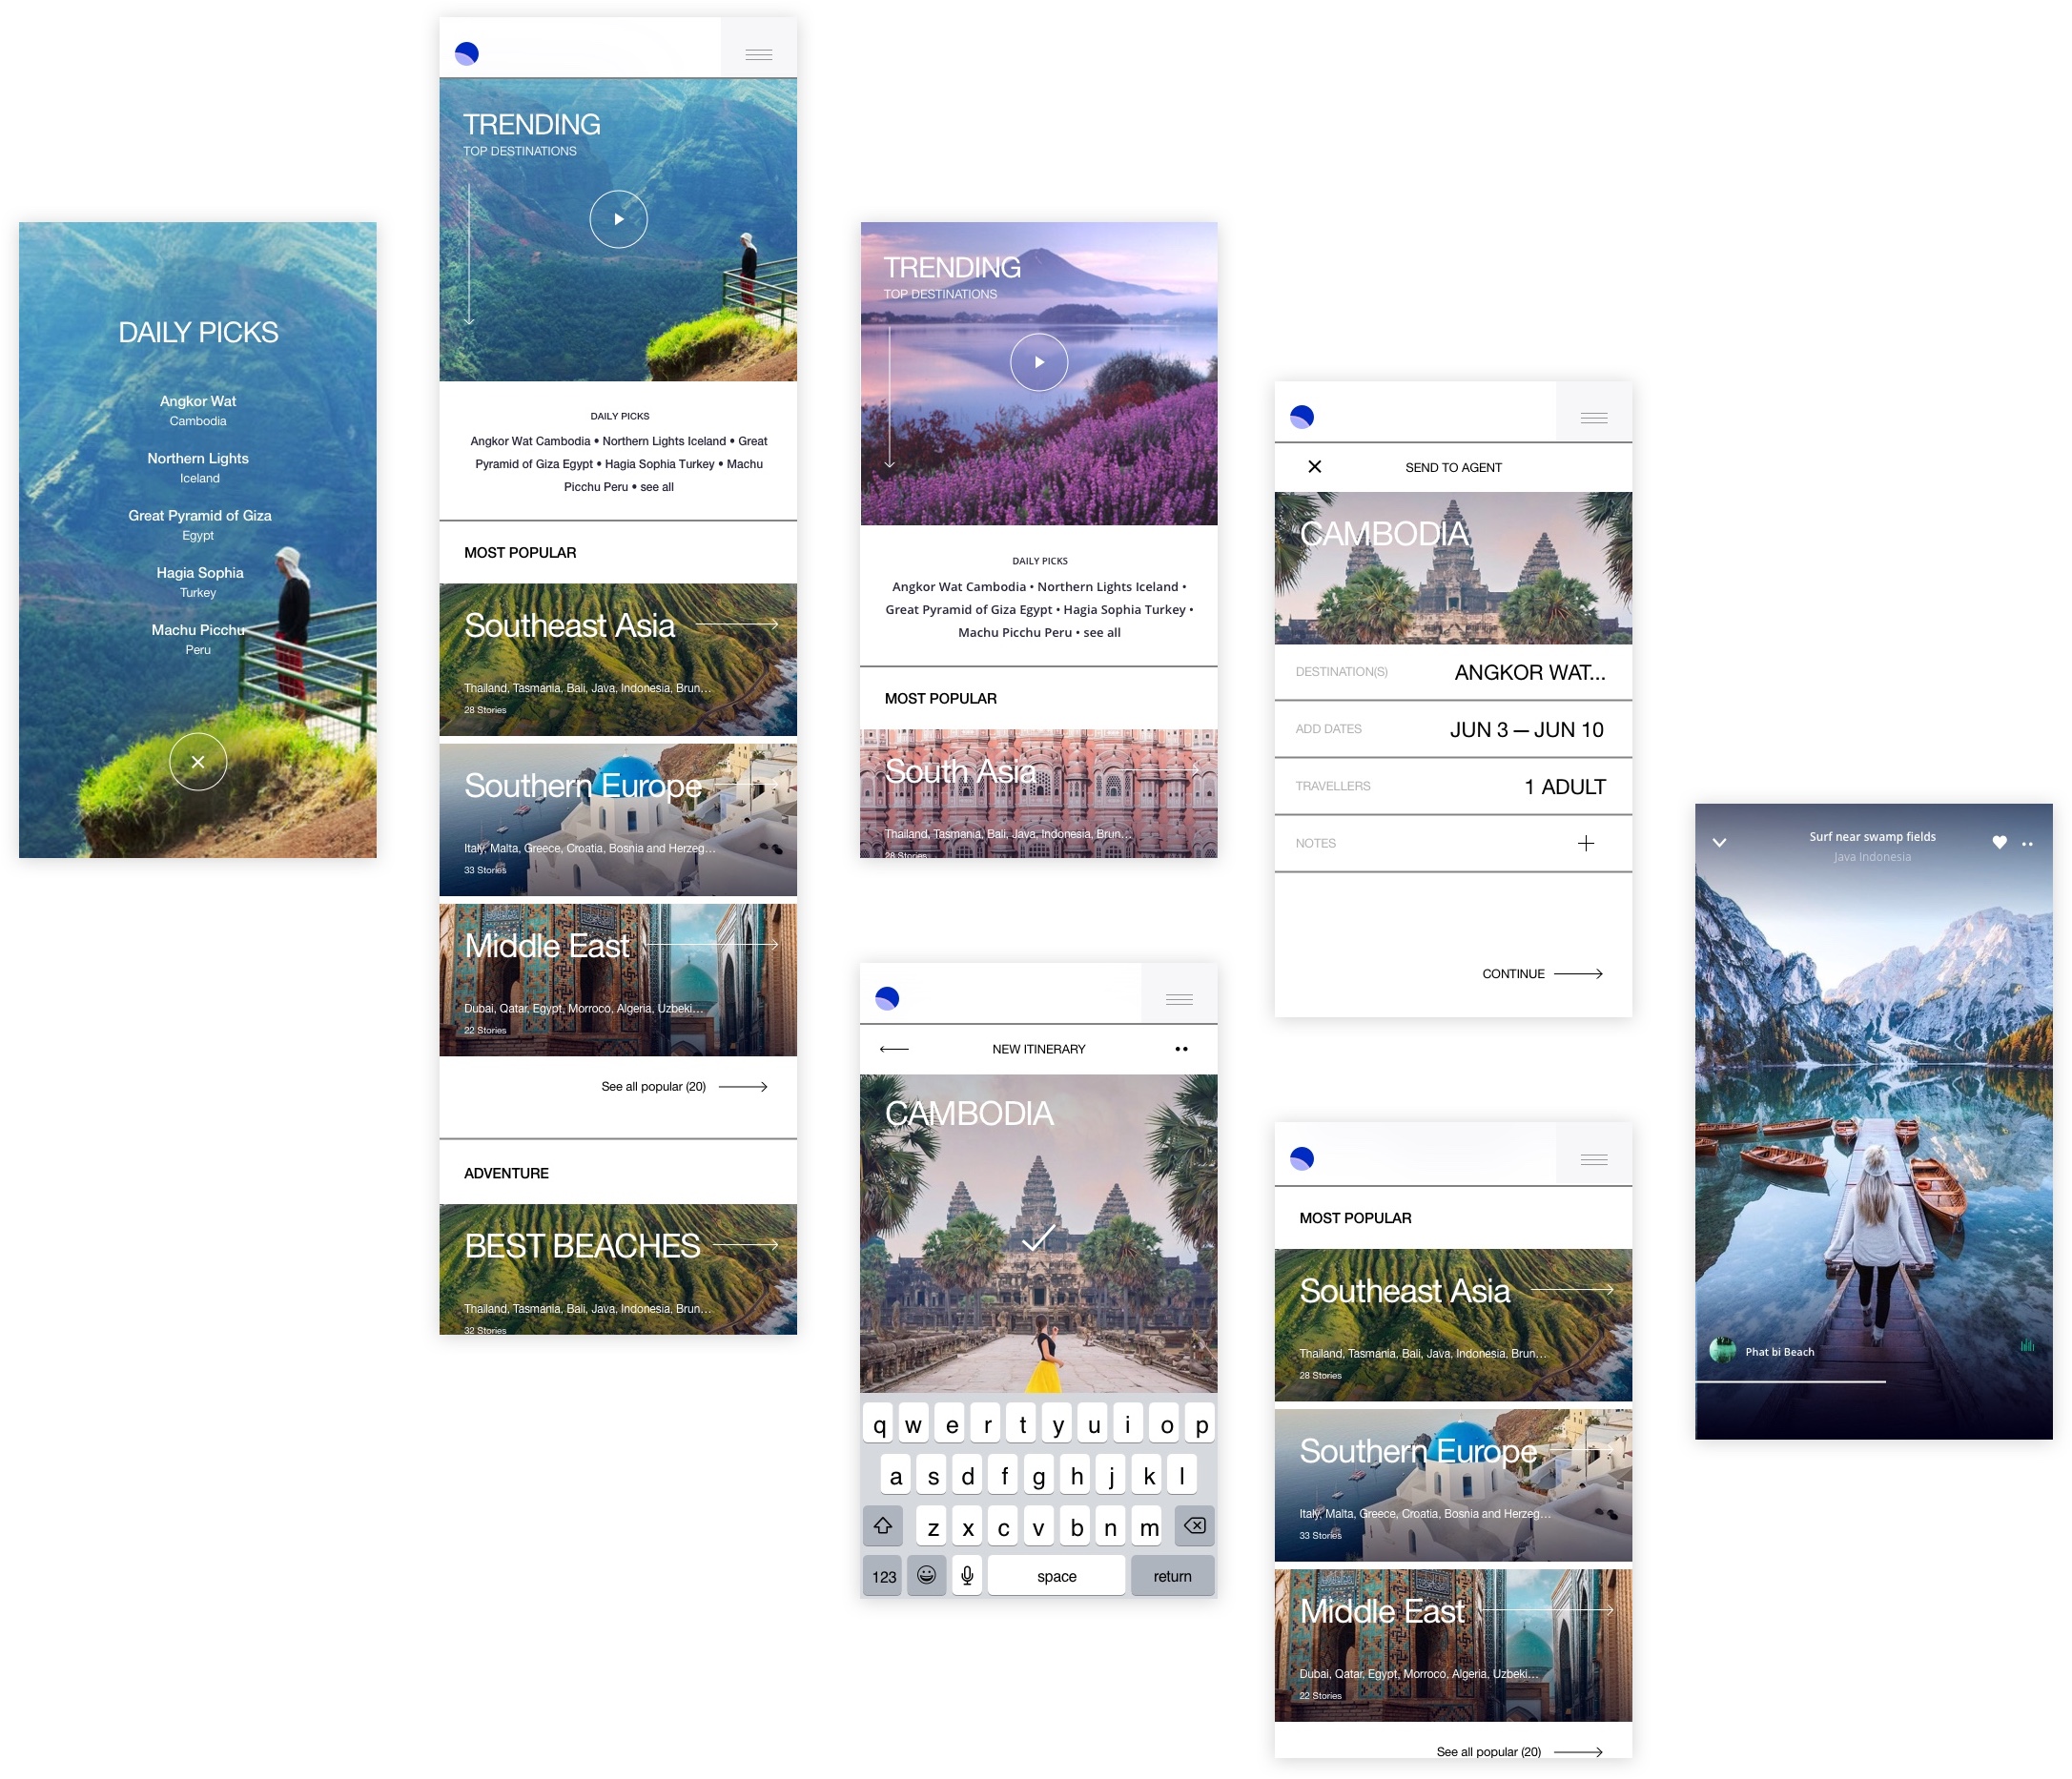 DAILY PICKS
Angkor Wat
Cambodia
Northern Lights
Iceland
Great Pyramid of Giza
Egypt
Hagia Sophia
Turkey
Machu Picchu
Peru
TRENDING
TOP DESTINATIONS
DAILY PICKS
Angkor Wat Cambodia • Northern Lights Iceland • Great
Pyramid of Giza Egypt • Hagia Sophia Turkey • Machu
Picchu Peru • see all
MOST POPULAR
Southeast Asia
Thailand, Tasmania, Bali, Java, Indonesia, Brun...
28 Stories
Southern Europe
Italy, Malta, Greece, Croatia, Bosnia and Herzeg...
33 Stories
Middle East
Dubai, Qatar, Egypt, Morroco, Algeria, Uzbeki...
22 Stories
See all popular (20)
ADVENTURE
BEST BEACHES
Thailand, Tasmania, Bali, Java, Indonesia, Brun...
32 Stories
TRENDING
TOP DESTINATIONS
DAILY PICKS
Angkor Wat Cambodia • Northern Lights Iceland •
Great Pyramid of Giza Egypt • Hagia Sophia Turkey •
Machu Picchu Peru • see all
MOST POPULAR
South Asia
Thailand, Tasmania, Bali, Java, Indonesia, Brun...
28 Stories
NEW ITINERARY
CAMBODIA
q w e r t y u i o p
a s d f g h j k l
z x c v b n m
123 space return
SEND TO AGENT
CAMBODIA
DESTINATION(S) ANGKOR WAT...
ADD DATES JUN 3 — JUN 10
TRAVELLERS 1 ADULT
NOTES
CONTINUE
MOST POPULAR
Southeast Asia
Thailand, Tasmania, Bali, Java, Indonesia, Brun...
28 Stories
Southern Europe
Italy, Malta, Greece, Croatia, Bosnia and Herzeg...
33 Stories
Middle East
Dubai, Qatar, Egypt, Morroco, Algeria, Uzbeki...
22 Stories
See all popular (20)
Surf near swamp fields
Java Indonesia
Phat bi Beach